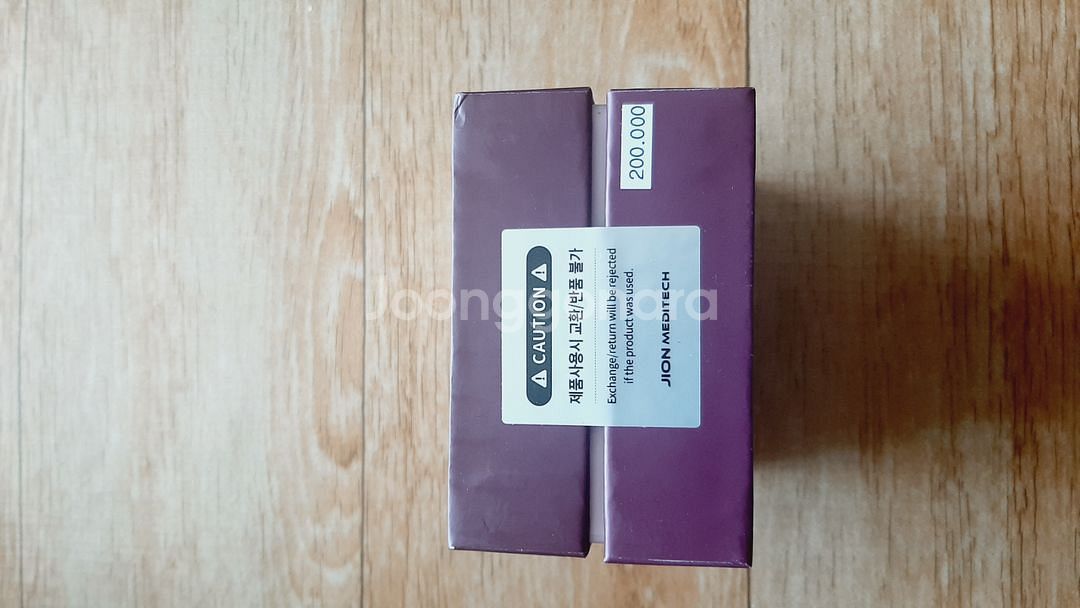 200.000
CAUTION
제품사용시 교환/반품 불가
Exchange/return will be rejected
if the product was used.
JION MEDITECH
Joonggonara